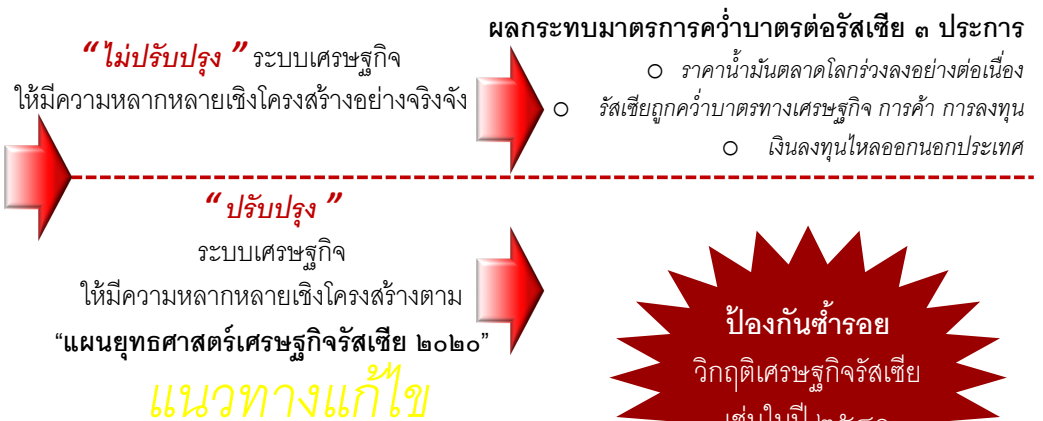 “ ไม่ปรับปรุง ” ระบบเศรษฐกิจ
ให้มีความหลากหลายเชิงโครงสร้างอย่างจริงจัง
ผลกระทบมาตรการคว่ำบาตรต่อรัสเซีย ๓ ประการ
○ ราคาน้ำมันตลาดโลกร่วงลงอย่างต่อเนื่อง
○ รัสเซียถูกคว่ำบาตรทางเศรษฐกิจ การค้า การลงทุน
○ เงินลงทุนไหลออกนอกประเทศ
“ ปรับปรุง ”
ระบบเศรษฐกิจ
ให้มีความหลากหลายเชิงโครงสร้างตาม
“แผนยุทธศาสตร์เศรษฐกิจรัสเซีย ๒๐๒๐”
แนวทางแก้ไข
ป้องกันซ้ำรอย
วิกฤติเศรษฐกิจรัสเซีย
เช่นในปี